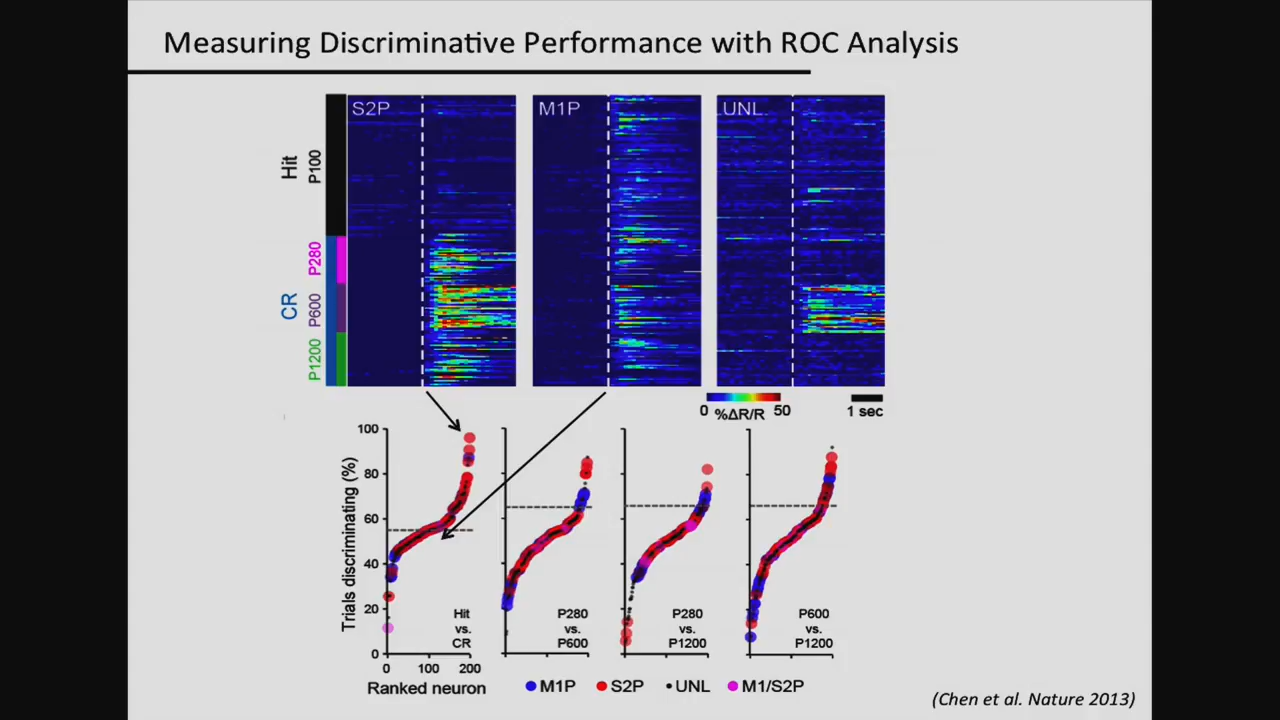 Measuring Discriminative Performance with ROC Analysis
S2P
M1P
UNL
Hit
P100
CR
P280
P600
P1200
0 %ΔR/R 50
1 sec
Trials discriminating (%)
100
80
60
40
20
0
Hit
vs.
CR
P280
vs.
P600
P280
vs.
P1200
P600
vs.
P1200
0 100 200
Ranked neuron
M1P S2P UNL M1/S2P
(Chen et al. Nature 2013)